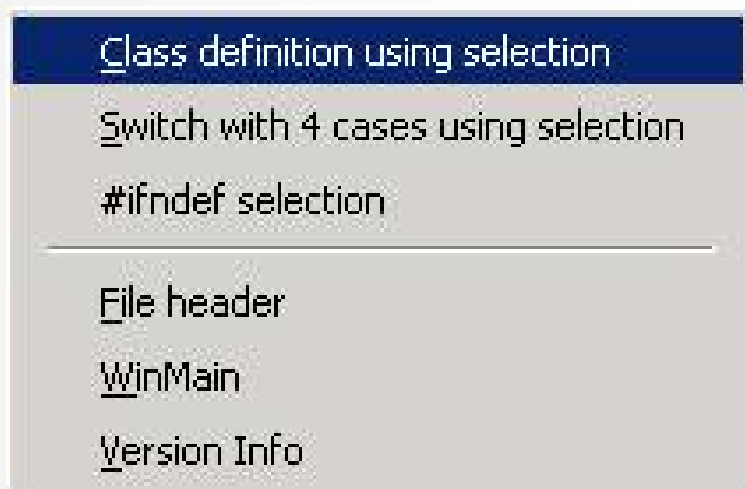 Class definition using selection
Switch with 4 cases using selection
#ifndef selection
File header
WinMain
Version Info